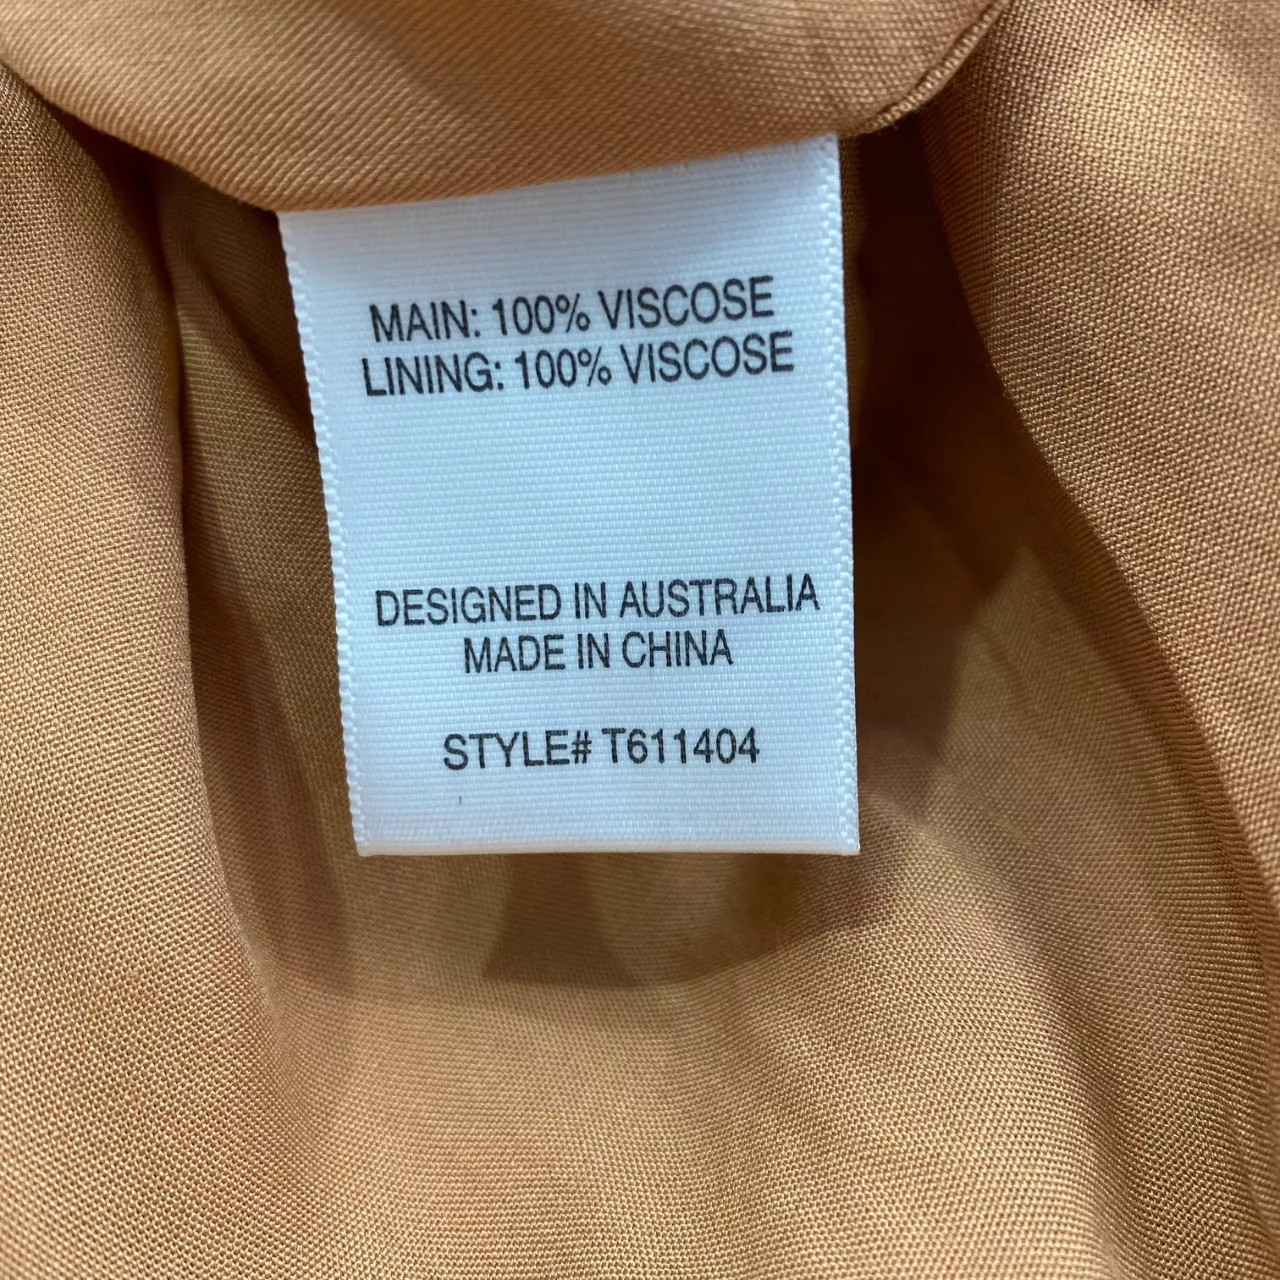 MAIN: 100% VISCOSE
LINING: 100% VISCOSE
DESIGNED IN AUSTRALIA
MADE IN CHINA
STYLE# T611404